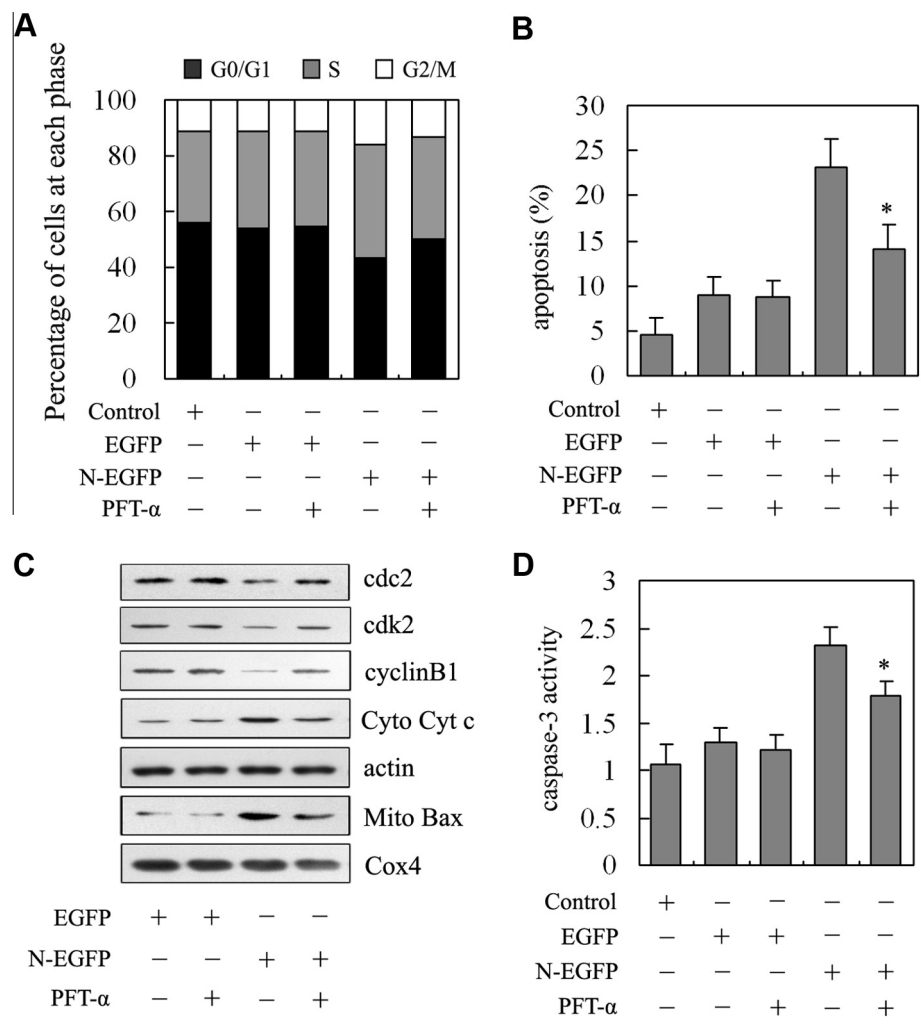 A
Percentage of cells at each phase
G0/G1 S G2/M
100
80
60
40
20
0
Control + − − − −
EGFP − + + − −
N-EGFP − − − + +
PFT-α − − + − +
B
apoptosis (%)
30
25
20
15
10
5
0
*
Control + − − − −
EGFP − + + − −
N-EGFP − − − + +
PFT-α − − + − +
C
cdc2
cdk2
cyclinB1
Cyto Cyt c
actin
Mito Bax
Cox4
EGFP + + − −
N-EGFP − − + +
PFT-α − + − +
D
caspase-3 activity
3
2.5
2
1.5
1
0.5
0
*
Control + − − − −
EGFP − + + − −
N-EGFP − − − + +
PFT-α − − + − +